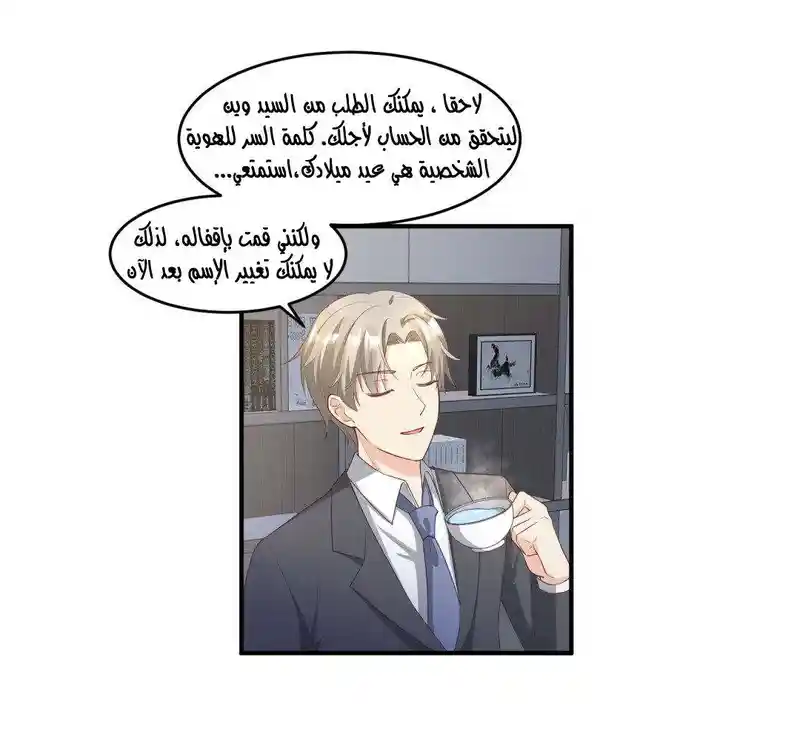 لاحقا ، يمكنك الطلب من السيد وين
ليتحقق من الحساب لأجلك. كلمة السر للهوية
الشخصية هي عيد ميلادك،استمتعي...
ولكنني قمت بإقفاله، لذلك
لا يمكنك تغيير الإسم بعد الآن